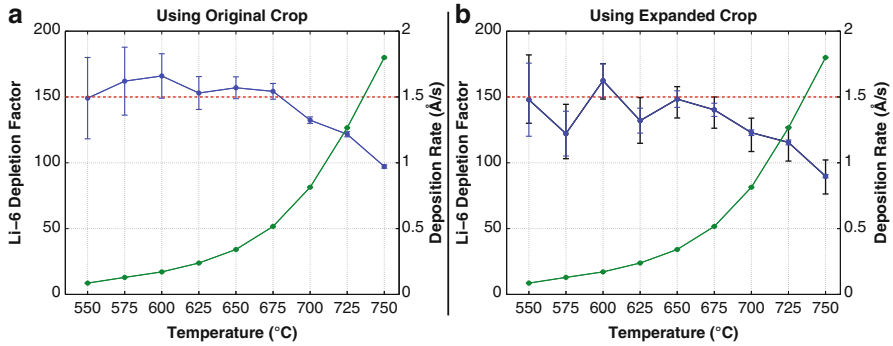 a
Using Original Crop
200
150
100
50
0
Li-6 Depletion Factor
2
1.5
1
0.5
0
Deposition Rate (Å/s)
550 575 600 625 650 675 700 725 750
Temperature (°C)
b
Using Expanded Crop
200
150
100
50
0
Li-6 Depletion Factor
2
1.5
1
0.5
0
Deposition Rate (Å/s)
550 575 600 625 650 675 700 725 750
Temperature (°C)